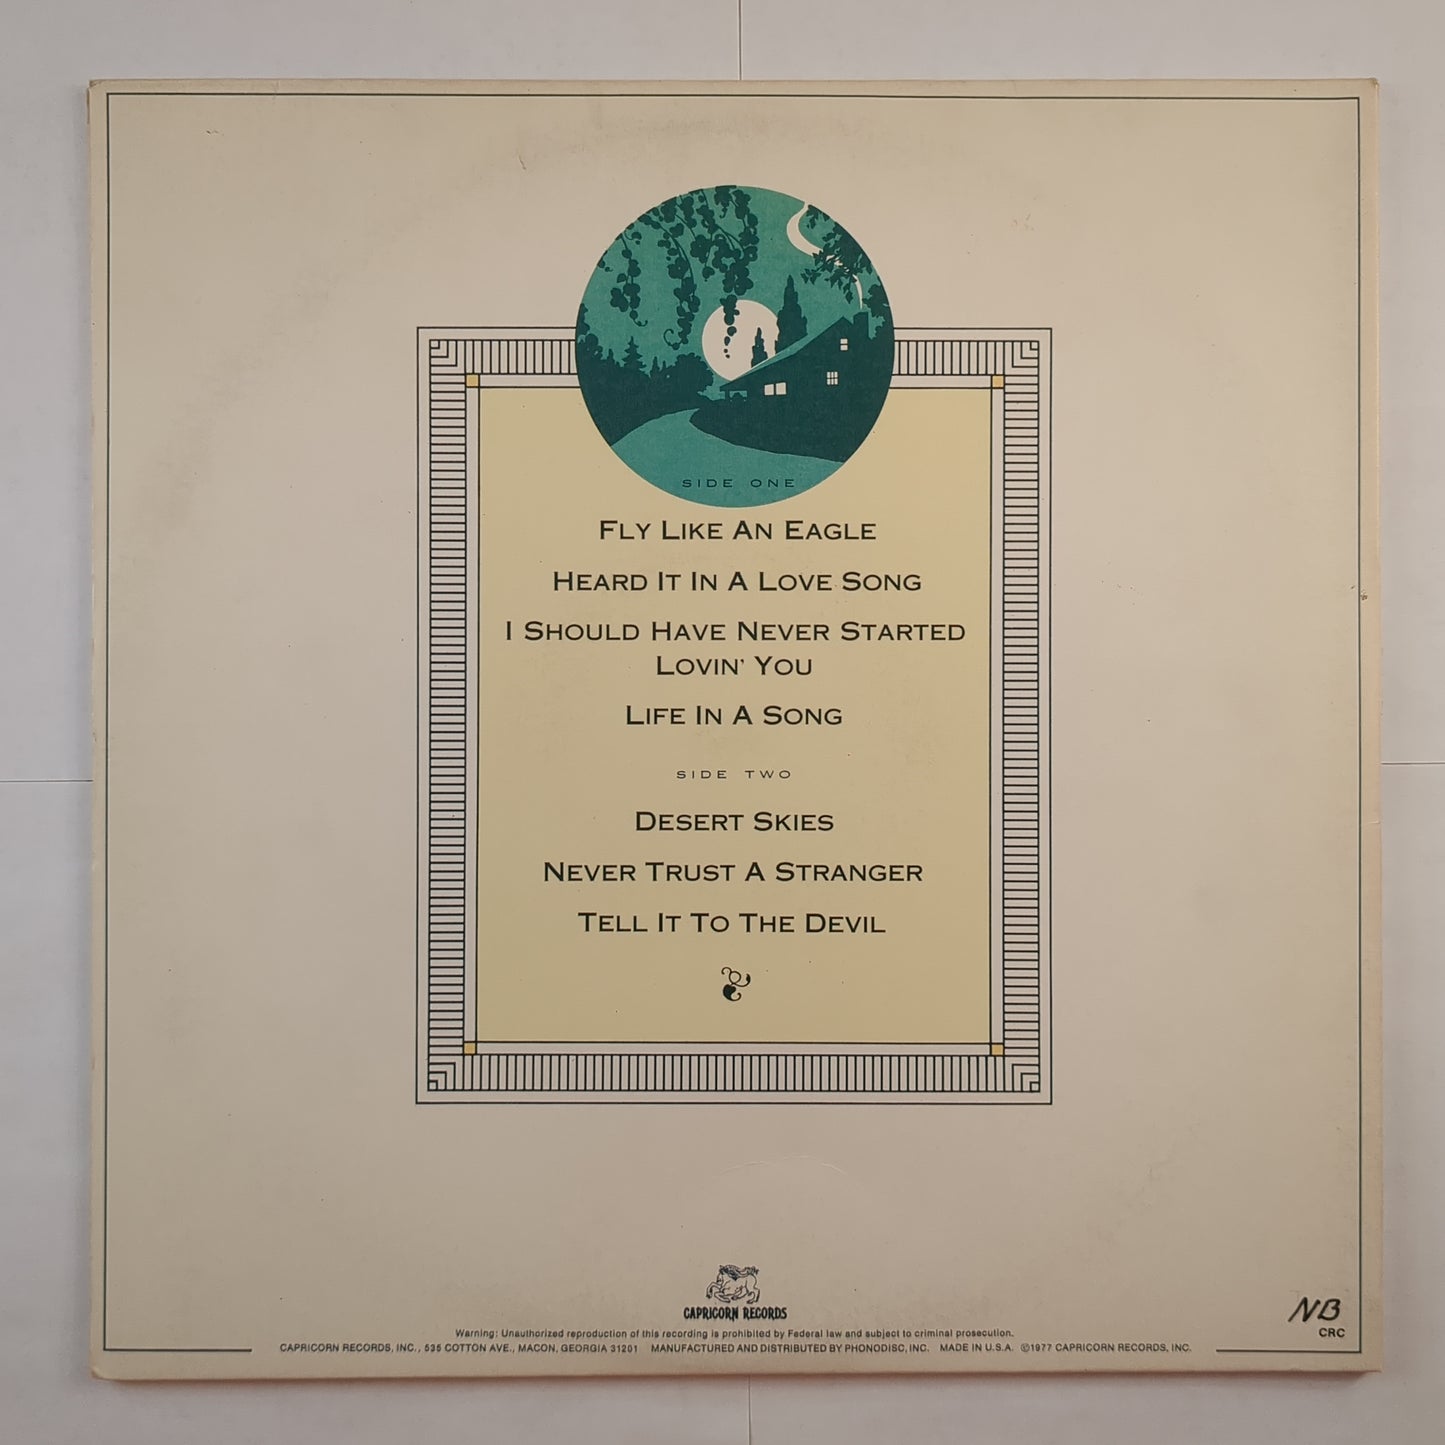 SIDE ONE
FLY LIKE AN EAGLE
HEARD IT IN A LOVE SONG
I SHOULD HAVE NEVER STARTED
LOVIN' YOU
LIFE IN A SONG
SIDE TWO
DESERT SKIES
NEVER TRUST A STRANGER
TELL IT TO THE DEVIL
CAPRICORN RECORDS
NB
CRC
Warning: Unauthorized reproduction of this recording is prohibited by Federal law and subject to criminal prosecution.
CAPRICORN RECORDS, INC., 535 COTTON AVE., MACON, GEORGIA 31201 MANUFACTURED AND DISTRIBUTED BY PHONODISC, INC. MADE IN U.S.A. ©1977 CAPRICORN RECORDS, INC.